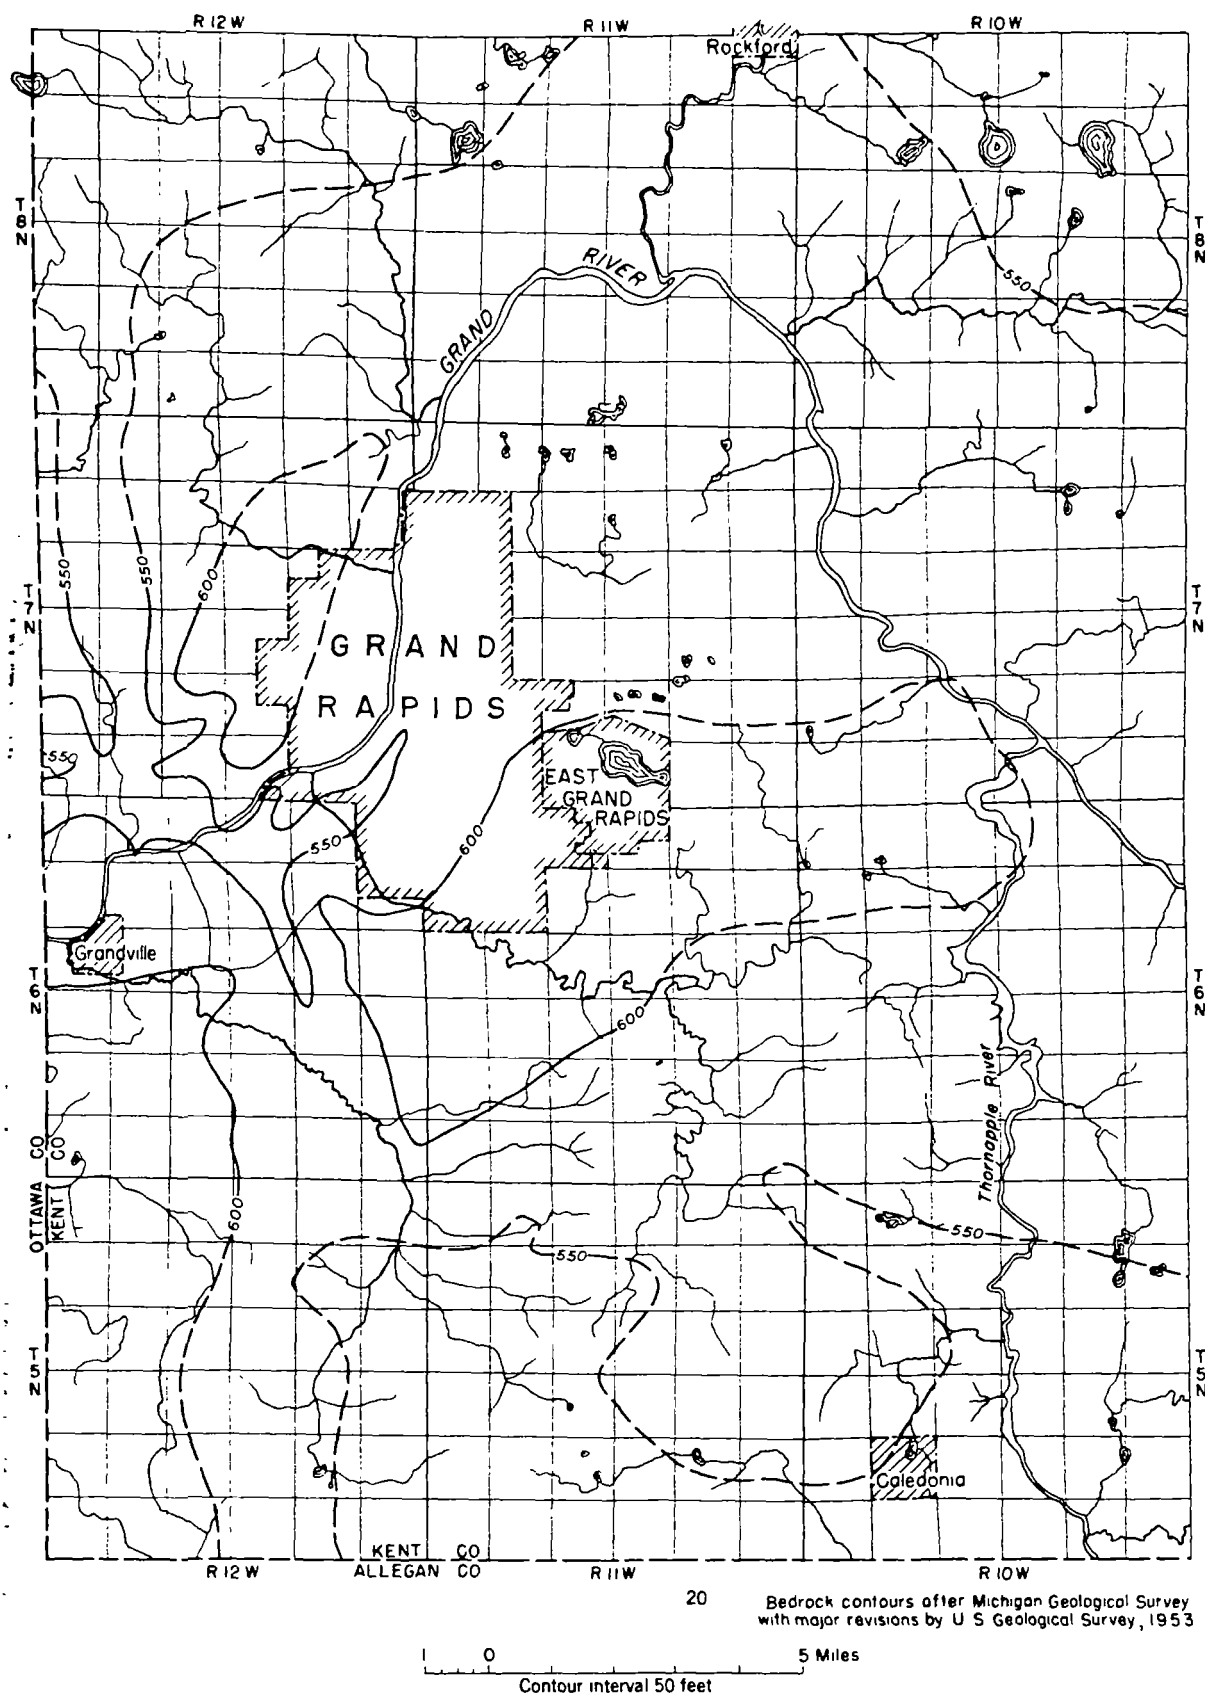 R 12 W
R 11 W
R 10 W
Rockford
T 8 N
T 8 N
RIVER
GRAND
550
550
550
600
T 7 N
T 7 N
GRAND
RAPIDS
550
EAST
GRAND
RAPIDS
600
550
Grandville
T 6 N
T 6 N
600
Thornapple River
OTTAWA CO
KENT CO
600
550
550
T 5 N
T 5 N
Caledonia
KENT CO
ALLEGAN CO
R 12 W
R 11 W
R 10 W
20
Bedrock contours after Michigan Geological Survey
with major revisions by U S Geological Survey, 1953
1 0 5 Miles
Contour interval 50 feet